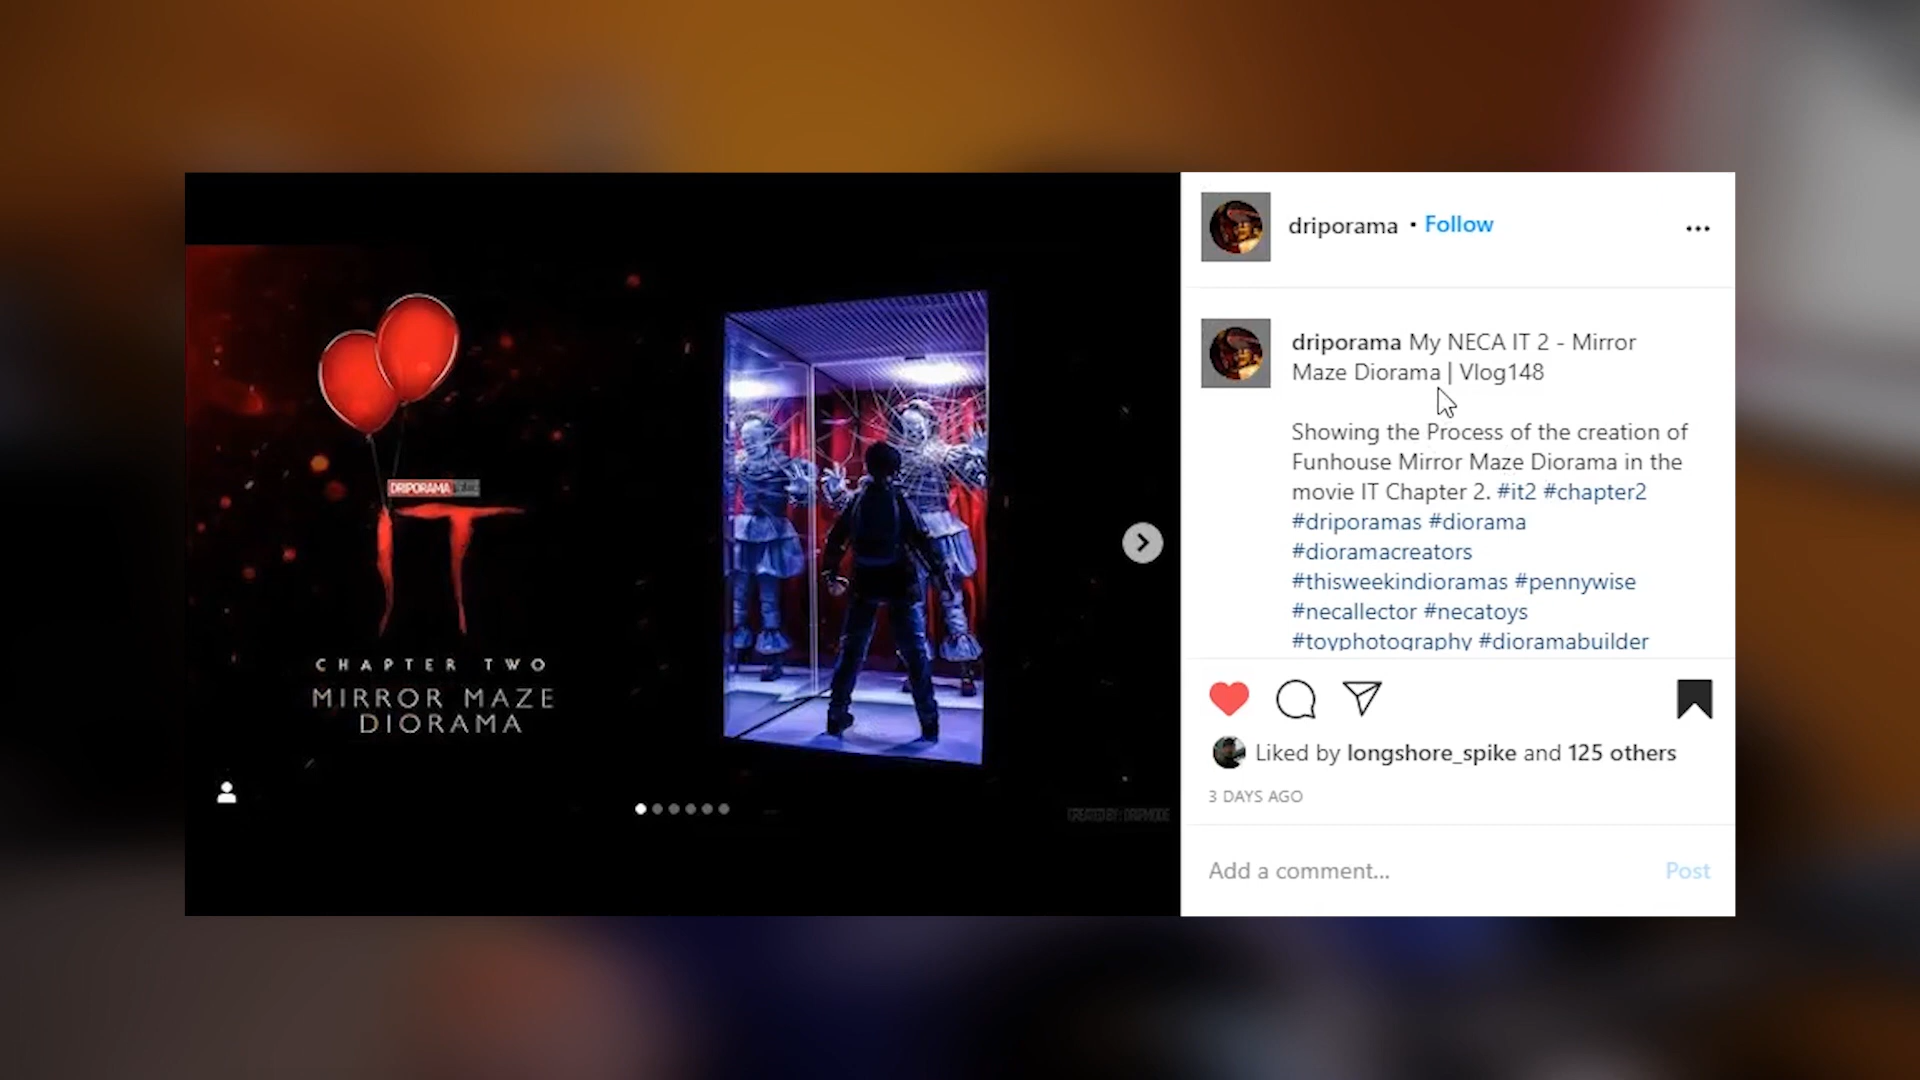 DRIPORAMA
IT
CHAPTER TWO
MIRROR MAZE
DIORAMA
CREATED BY: DRIPMODE
driporama • Follow
driporama My NECA IT 2 - Mirror
Maze Diorama | Vlog148
Showing the Process of the creation of
Funhouse Mirror Maze Diorama in the
movie IT Chapter 2. #it2 #chapter2
#driporamas #diorama
#dioramacreators
#thisweekindioramas #pennywise
#necallector #necatoys
#toyphotography #dioramabuilder
Liked by longshore_spike and 125 others
3 DAYS AGO
Add a comment...
Post